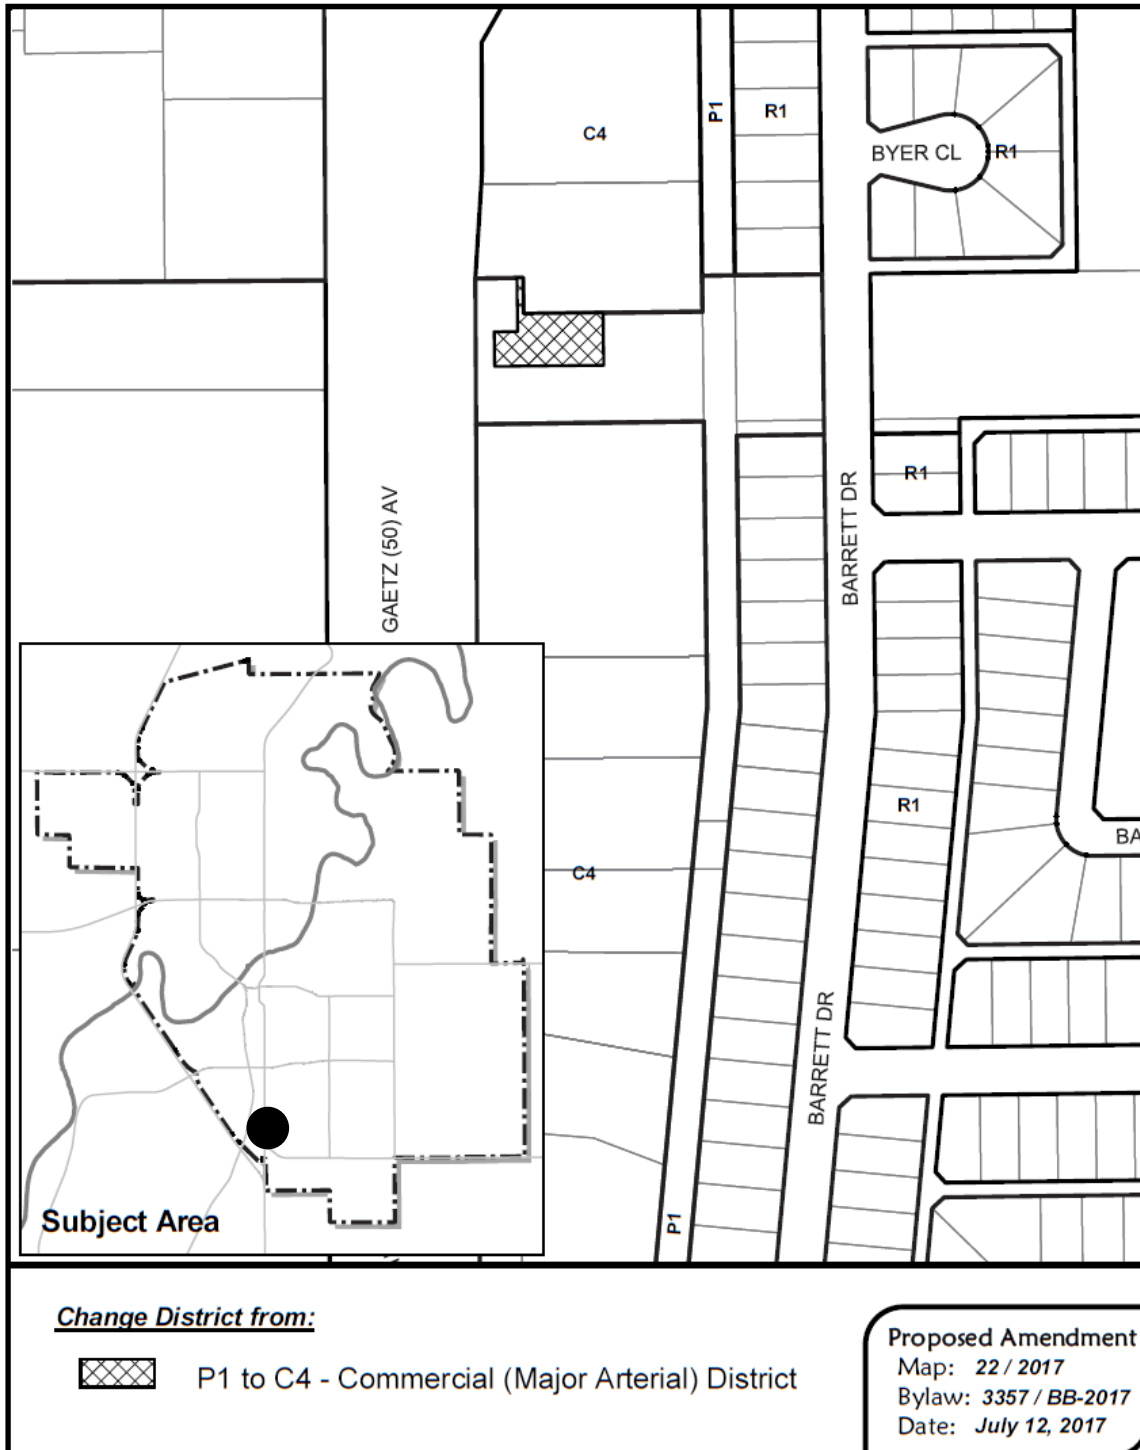 C4
P1
R1
BYER CL
R1
R1
GAETZ (50) AV
BARRETT DR
R1
BA
C4
BARRETT DR
P1
Subject Area
Change District from:
P1 to C4 - Commercial (Major Arterial) District
Proposed Amendment
Map: 22 / 2017
Bylaw: 3357 / BB-2017
Date: July 12, 2017